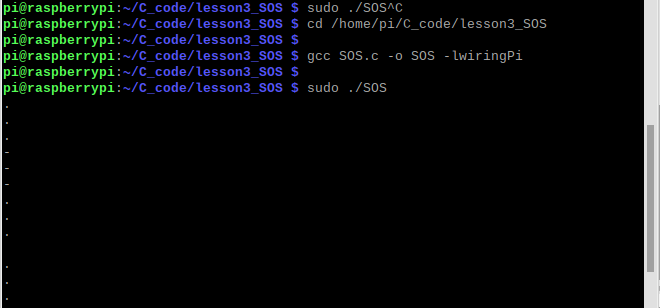 pi@raspberrypi:~/C_code/lesson3_SOS $ sudo ./SOS^C
pi@raspberrypi:~/C_code/lesson3_SOS $ cd /home/pi/C_code/lesson3_SOS
pi@raspberrypi:~/C_code/lesson3_SOS $
pi@raspberrypi:~/C_code/lesson3_SOS $ gcc SOS.c -o SOS -lwiringPi
pi@raspberrypi:~/C_code/lesson3_SOS $
pi@raspberrypi:~/C_code/lesson3_SOS $ sudo ./SOS
.
.
.
-
-
-
.
.
.

.
.
.